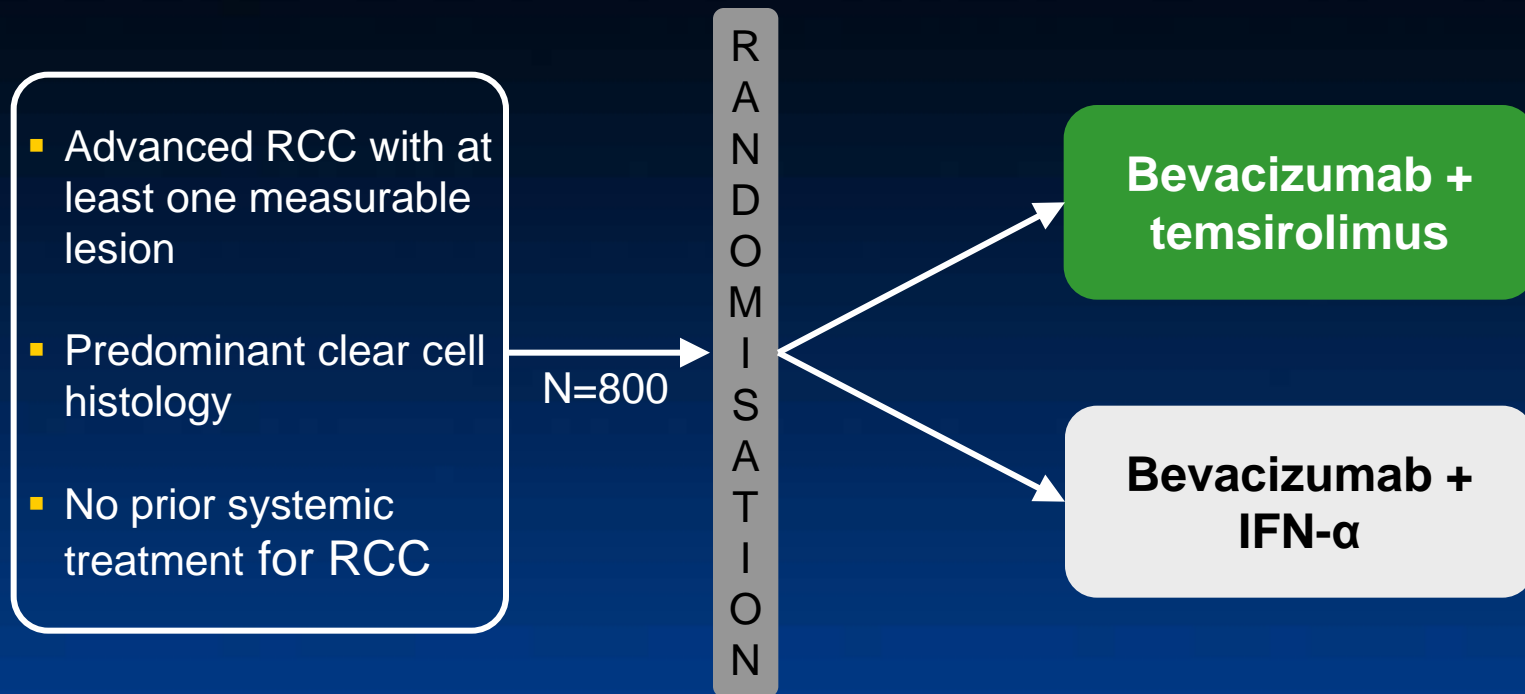 ▪ Advanced RCC with at
least one measurable
lesion
▪ Predominant clear cell
histology
▪ No prior systemic
treatment for RCC
N=800
R
A
N
D
O
M
I
S
A
T
I
O
N
Bevacizumab +
temsirolimus
Bevacizumab +
IFN-α